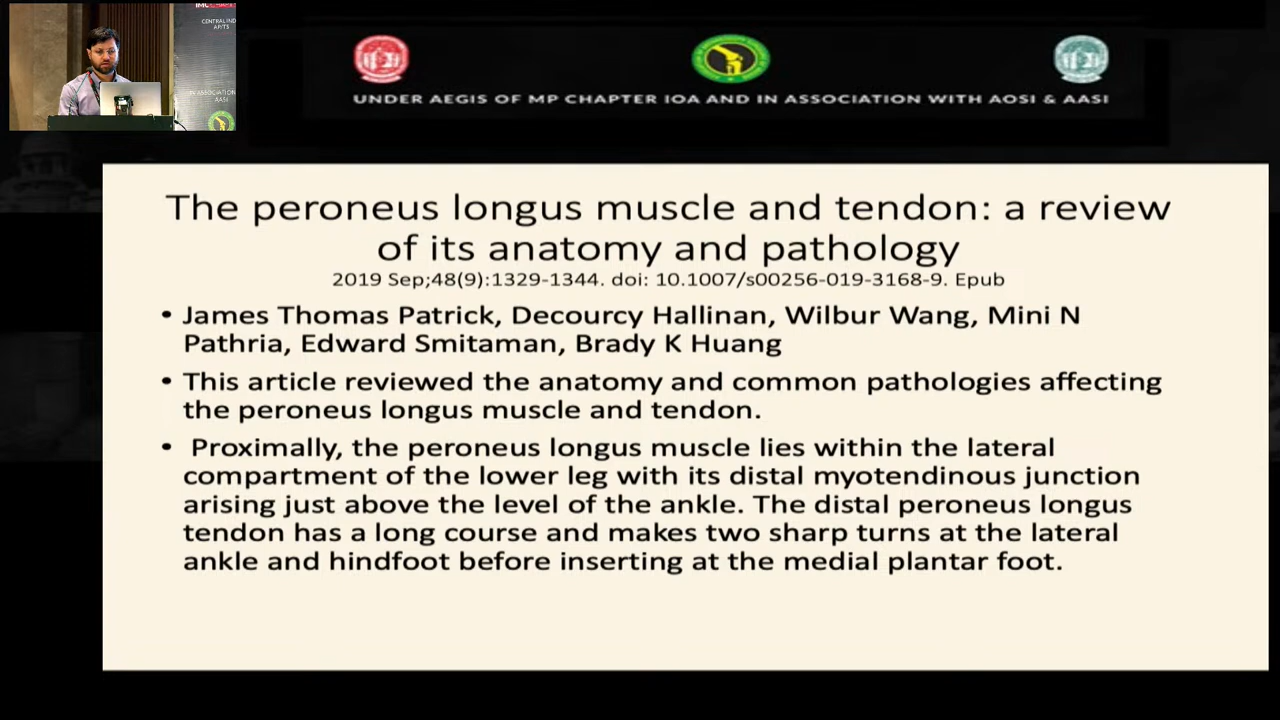 IMC
CENTRAL IND
ASSOCIATION
AASI
UNDER AEGIS OF MP CHAPTER IOA AND IN ASSOCIATION WITH AOSI & AASI
The peroneus longus muscle and tendon: a review
of its anatomy and pathology
2019 Sep;48(9):1329-1344. doi: 10.1007/s00256-019-3168-9. Epub
• James Thomas Patrick, Decourcy Hallinan, Wilbur Wang, Mini N
Pathria, Edward Smitaman, Brady K Huang
• This article reviewed the anatomy and common pathologies affecting
the peroneus longus muscle and tendon.
• Proximally, the peroneus longus muscle lies within the lateral
compartment of the lower leg with its distal myotendinous junction
arising just above the level of the ankle. The distal peroneus longus
tendon has a long course and makes two sharp turns at the lateral
ankle and hindfoot before inserting at the medial plantar foot.